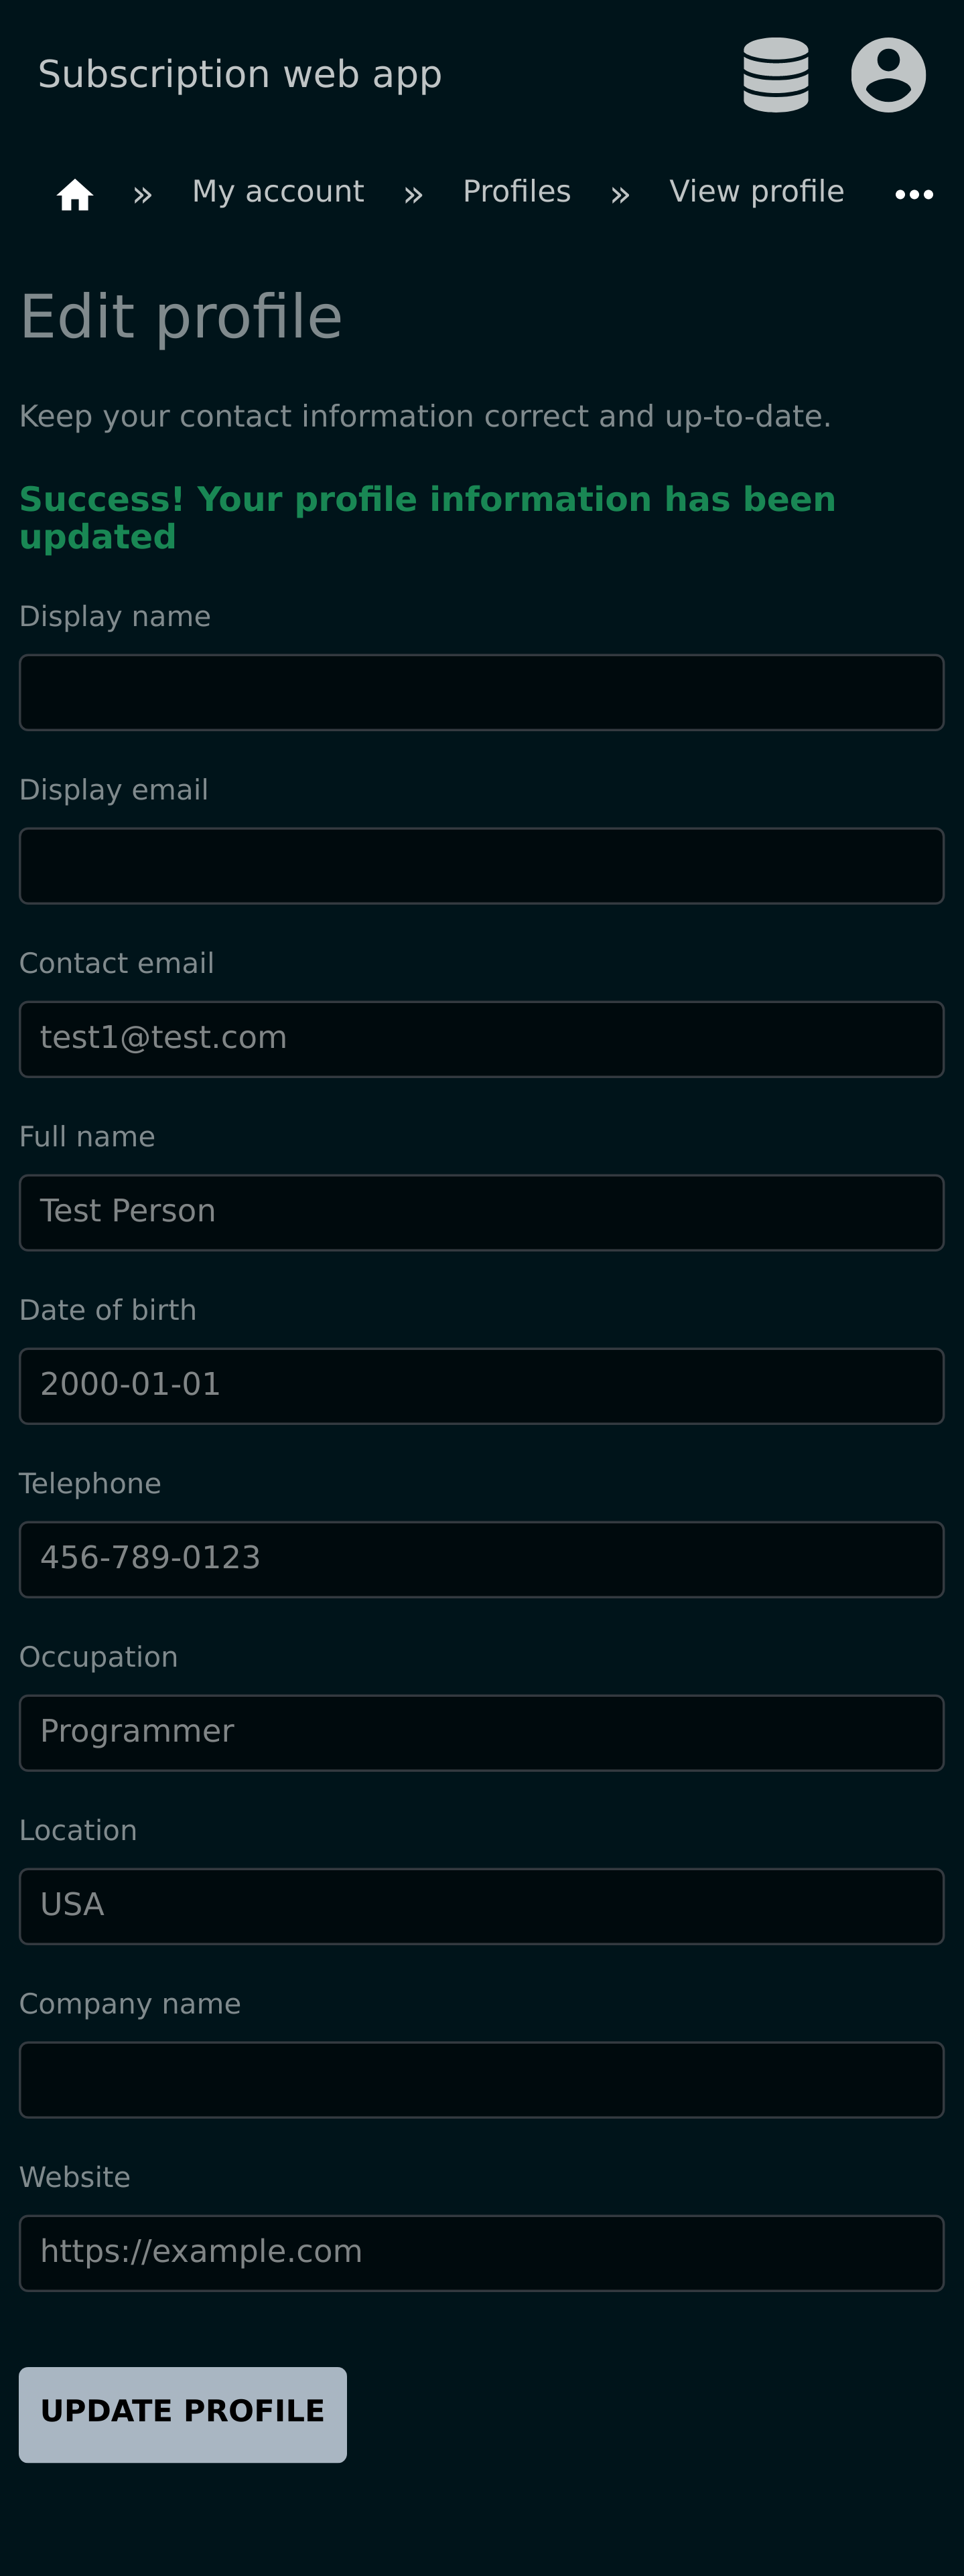 Subscription web app
» My account » Profiles » View profile
Edit profile
Keep your contact information correct and up-to-date.
Success! Your profile information has been
updated
Display name
Display email
Contact email
test1@test.com
Full name
Test Person
Date of birth
2000-01-01
Telephone
456-789-0123
Occupation
Programmer
Location
USA
Company name
Website
https://example.com
UPDATE PROFILE